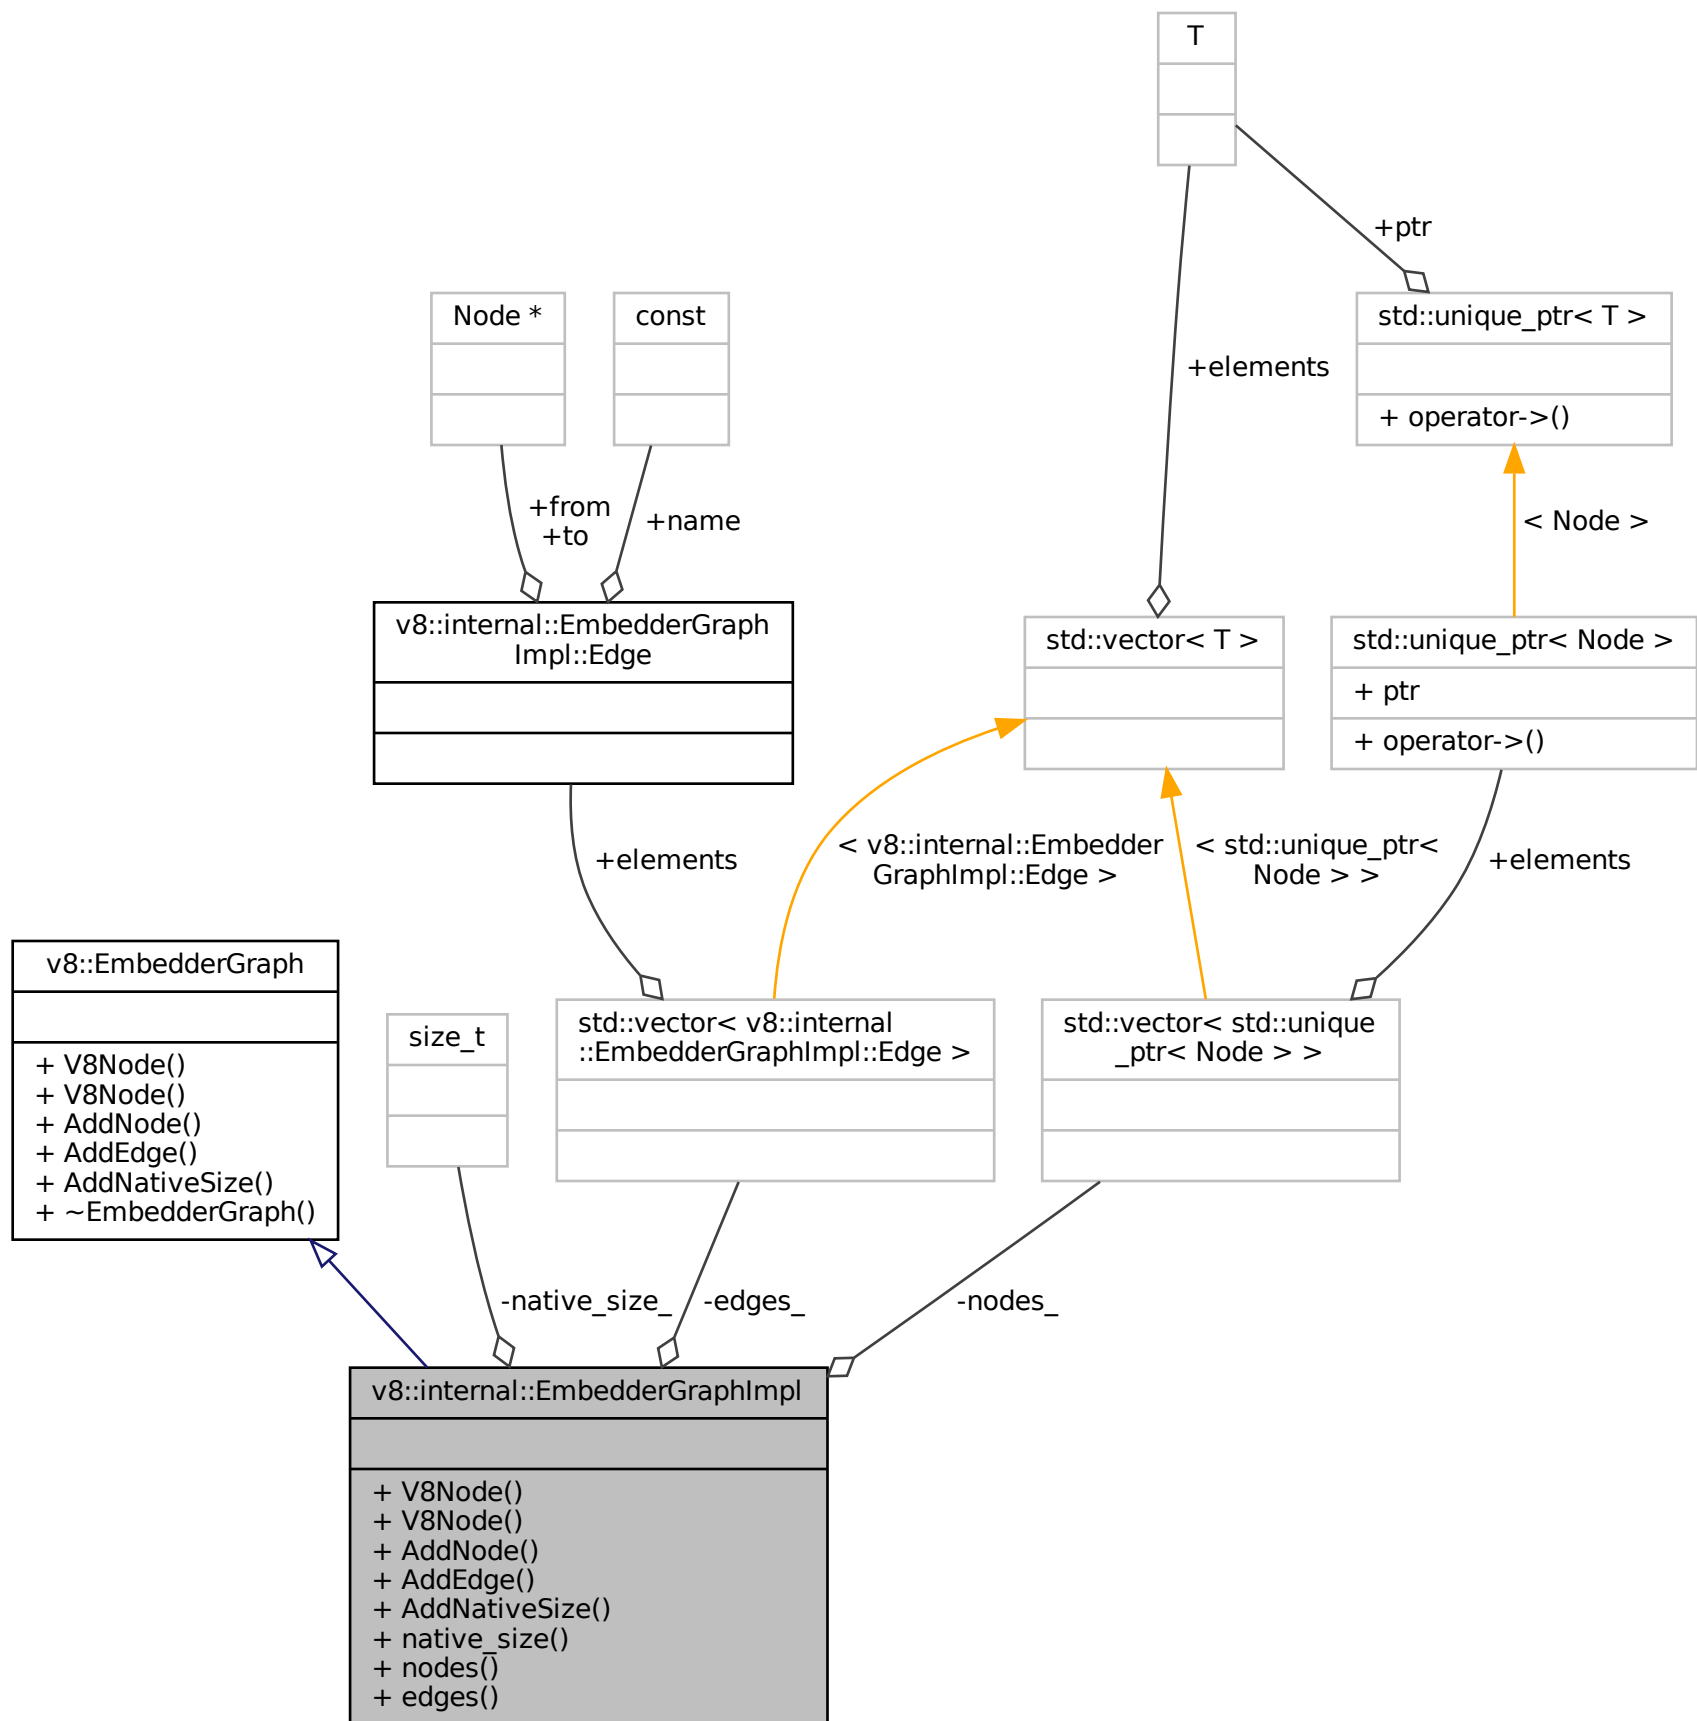 T
+ptr
+elements
Node *
const
std::unique_ptr< T >
+ operator->()
+from
+to
+name
< Node >
v8::internal::EmbedderGraph
Impl::Edge
std::vector< T >
std::unique_ptr< Node >
+ ptr
+ operator->()
+elements
< v8::internal::Embedder
GraphImpl::Edge >
< std::unique_ptr<
Node > >
+elements
v8::EmbedderGraph
+ V8Node()
+ V8Node()
+ AddNode()
+ AddEdge()
+ AddNativeSize()
+ ~EmbedderGraph()
size_t
std::vector< v8::internal
::EmbedderGraphImpl::Edge >
std::vector< std::unique
_ptr< Node > >
-native_size_
-edges_
-nodes_
v8::internal::EmbedderGraphImpl
+ V8Node()
+ V8Node()
+ AddNode()
+ AddEdge()
+ AddNativeSize()
+ native_size()
+ nodes()
+ edges()